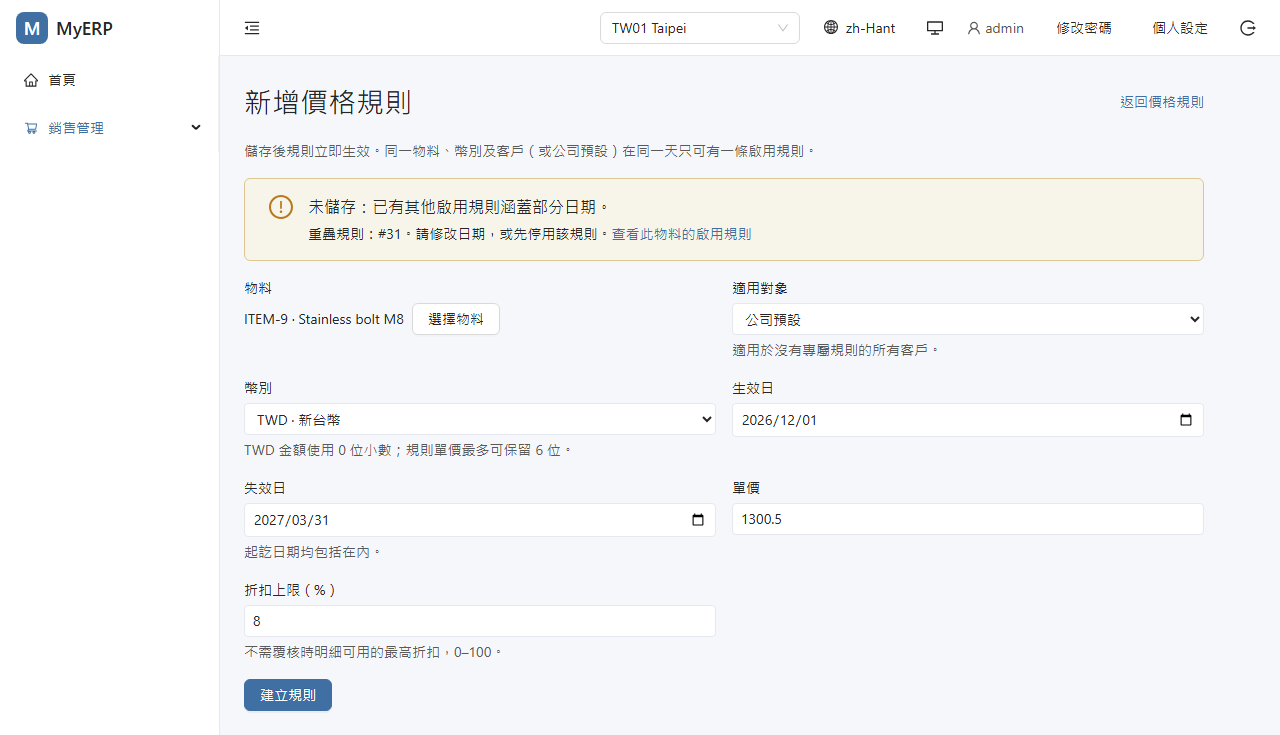 M MyERP
TW01 Taipei
zh-Hant
admin
修改密碼
個人設定
首頁
銷售管理
新增價格規則
返回價格規則
儲存後規則立即生效。同一物料、幣別及客戶（或公司預設）在同一天只可有一條啟用規則。
未儲存：已有其他啟用規則涵蓋部分日期。
重疊規則：#31。請修改日期，或先停用該規則。查看此物料的啟用規則
物料
適用對象
ITEM-9 · Stainless bolt M8
選擇物料
公司預設
適用於沒有專屬規則的所有客戶。
幣別
生效日
TWD · 新台幣
2026/12/01
TWD 金額使用 0 位小數；規則單價最多可保留 6 位。
失效日
單價
2027/03/31
1300.5
起訖日期均包括在內。
折扣上限（%）
8
不需覆核時明細可用的最高折扣，0–100。
建立規則